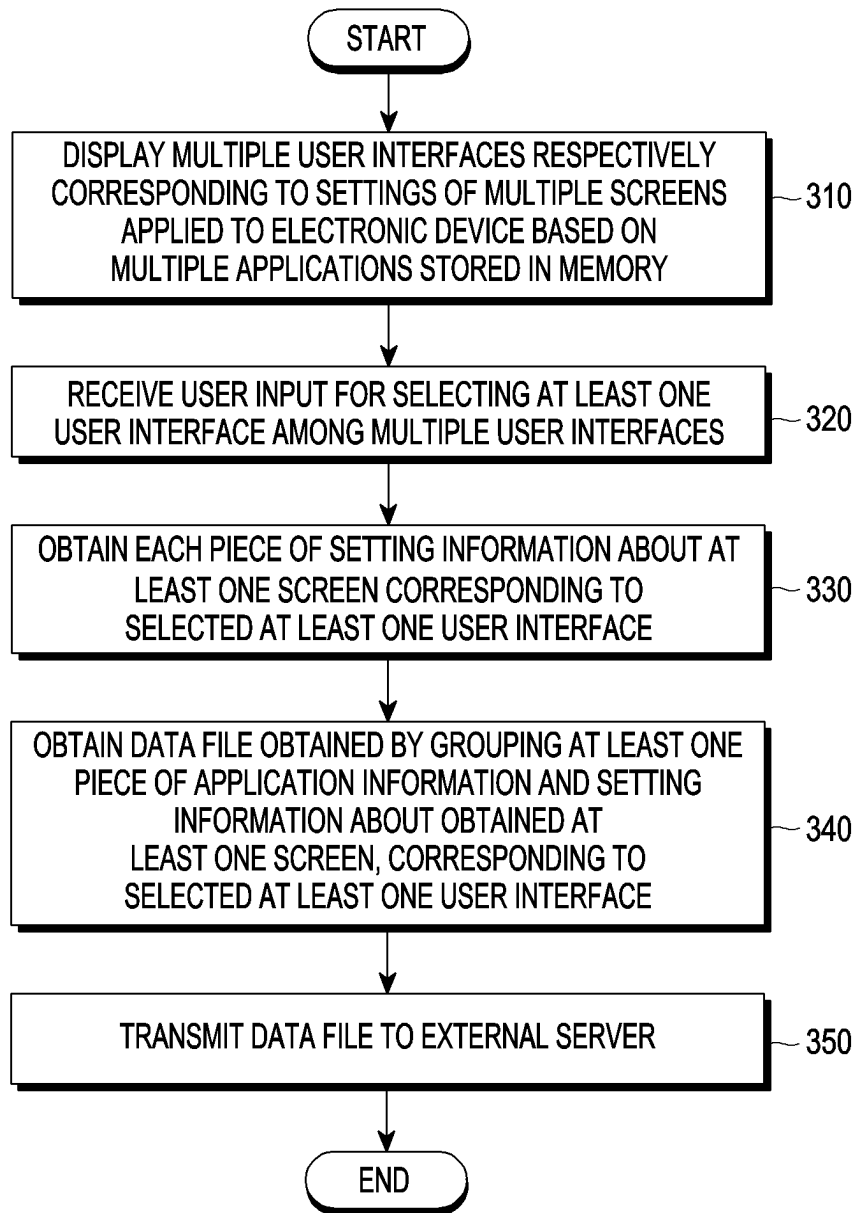 START
DISPLAY MULTIPLE USER INTERFACES RESPECTIVELY
CORRESPONDING TO SETTINGS OF MULTIPLE SCREENS
APPLIED TO ELECTRONIC DEVICE BASED ON
MULTIPLE APPLICATIONS STORED IN MEMORY
310
RECEIVE USER INPUT FOR SELECTING AT LEAST ONE
USER INTERFACE AMONG MULTIPLE USER INTERFACES
320
OBTAIN EACH PIECE OF SETTING INFORMATION ABOUT AT
LEAST ONE SCREEN CORRESPONDING TO
SELECTED AT LEAST ONE USER INTERFACE
330
OBTAIN DATA FILE OBTAINED BY GROUPING AT LEAST ONE
PIECE OF APPLICATION INFORMATION AND SETTING
INFORMATION ABOUT OBTAINED AT
LEAST ONE SCREEN, CORRESPONDING TO
SELECTED AT LEAST ONE USER INTERFACE
340
TRANSMIT DATA FILE TO EXTERNAL SERVER
350
END